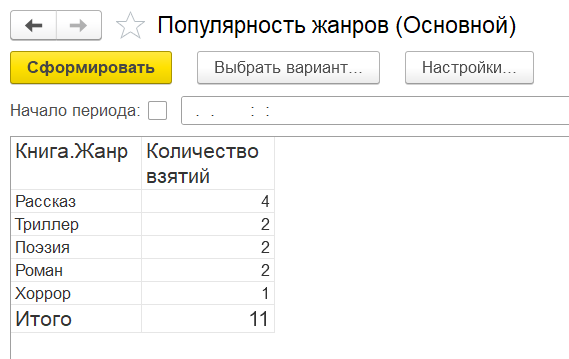 Популярность жанров (Основной)
Сформировать Выбрать вариант... Настройки...
Начало периода: . . : :
Книга.Жанр Количество
взятий
Рассказ 4
Триллер 2
Поэзия 2
Роман 2
Хоррор 1
Итого 11